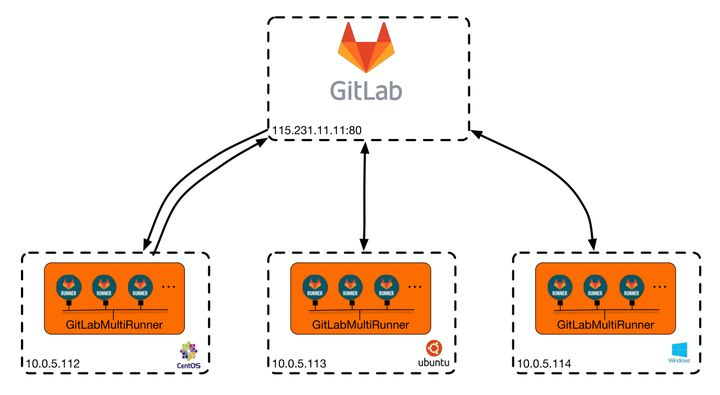 GitLab
115.231.11.11:80
RUNNER RUNNER RUNNER ...
GitLabMultiRunner
10.0.5.112
CentOS
RUNNER RUNNER RUNNER ...
GitLabMultiRunner
10.0.5.113
ubuntu
RUNNER RUNNER RUNNER ...
GitLabMultiRunner
10.0.5.114
Windows